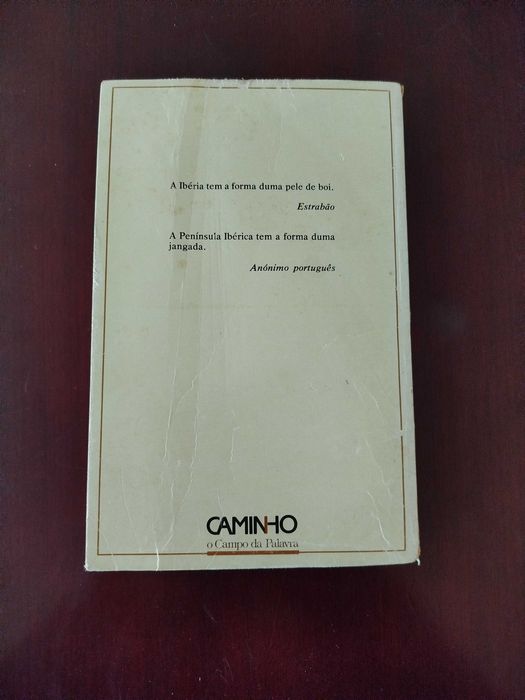 A Ibéria tem a forma duma pele de boi.
Estrabão
A Península Ibérica tem a forma duma
jangada.
Anónimo português
CAMINHO
o Campo da Palavra